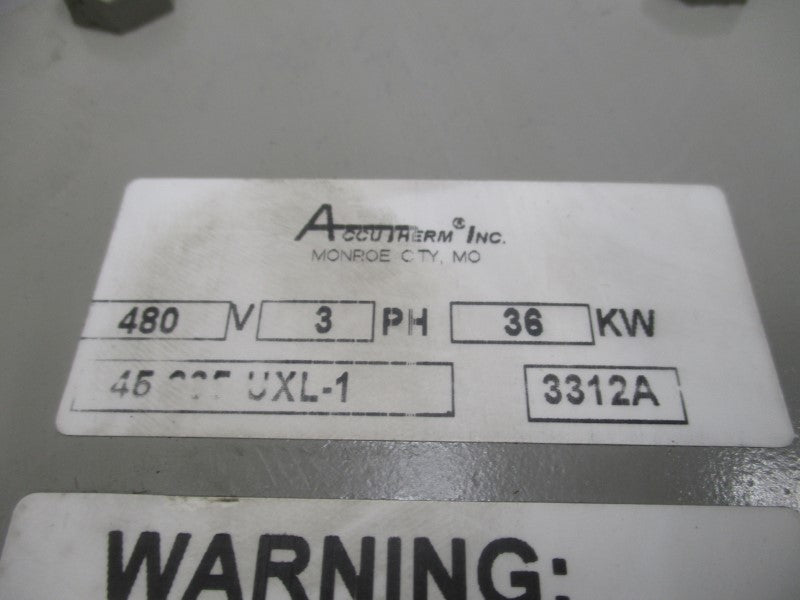 ACCUTHERM® INC.
MONROE CITY, MO
480 V 3 PH 36 KW
UXL-1 3312A
WARNING: